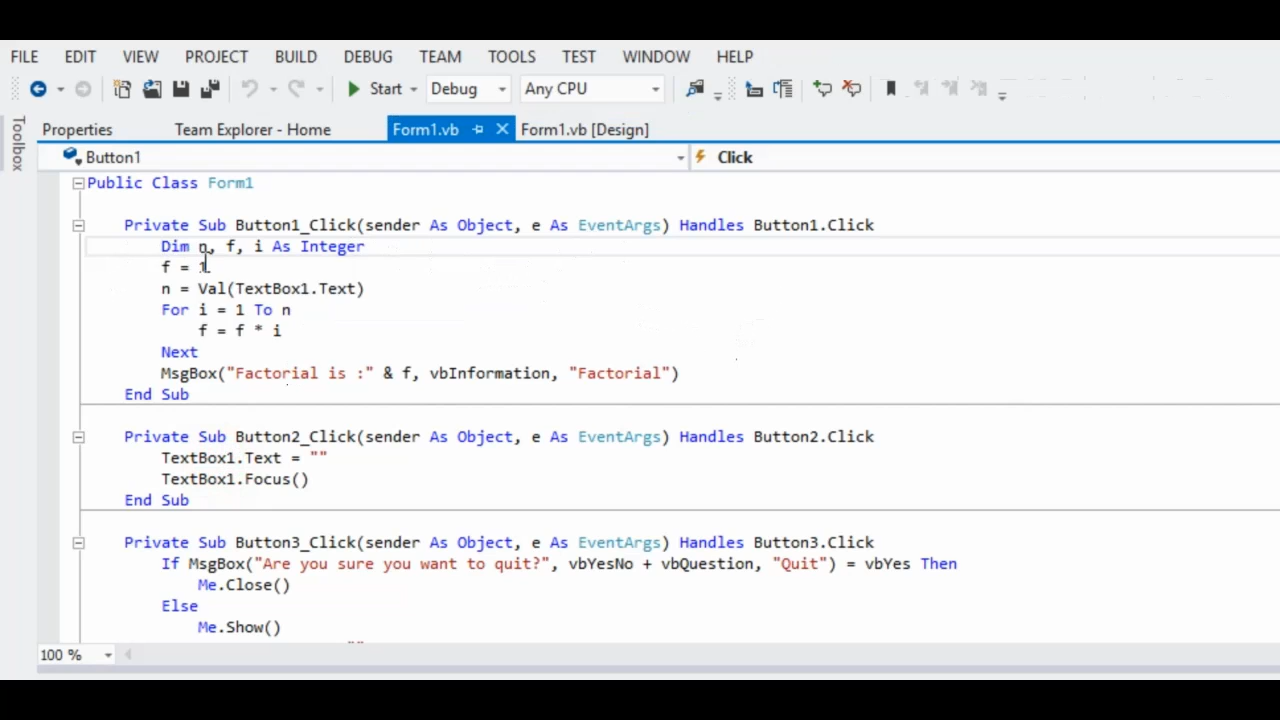 FILE EDIT VIEW PROJECT BUILD DEBUG TEAM TOOLS TEST WINDOW HELP
Start Debug Any CPU
Toolbox
Properties Team Explorer - Home Form1.vb Form1.vb [Design]
Button1 Click
Public Class Form1
Private Sub Button1_Click(sender As Object, e As EventArgs) Handles Button1.Click
Dim n, f, i As Integer
f = 1
n = Val(TextBox1.Text)
For i = 1 To n
f = f * i
Next
MsgBox("Factorial is :" & f, vbInformation, "Factorial")
End Sub
Private Sub Button2_Click(sender As Object, e As EventArgs) Handles Button2.Click
TextBox1.Text = ""
TextBox1.Focus()
End Sub
Private Sub Button3_Click(sender As Object, e As EventArgs) Handles Button3.Click
If MsgBox("Are you sure you want to quit?", vbYesNo + vbQuestion, "Quit") = vbYes Then
Me.Close()
Else
Me.Show()
100 %